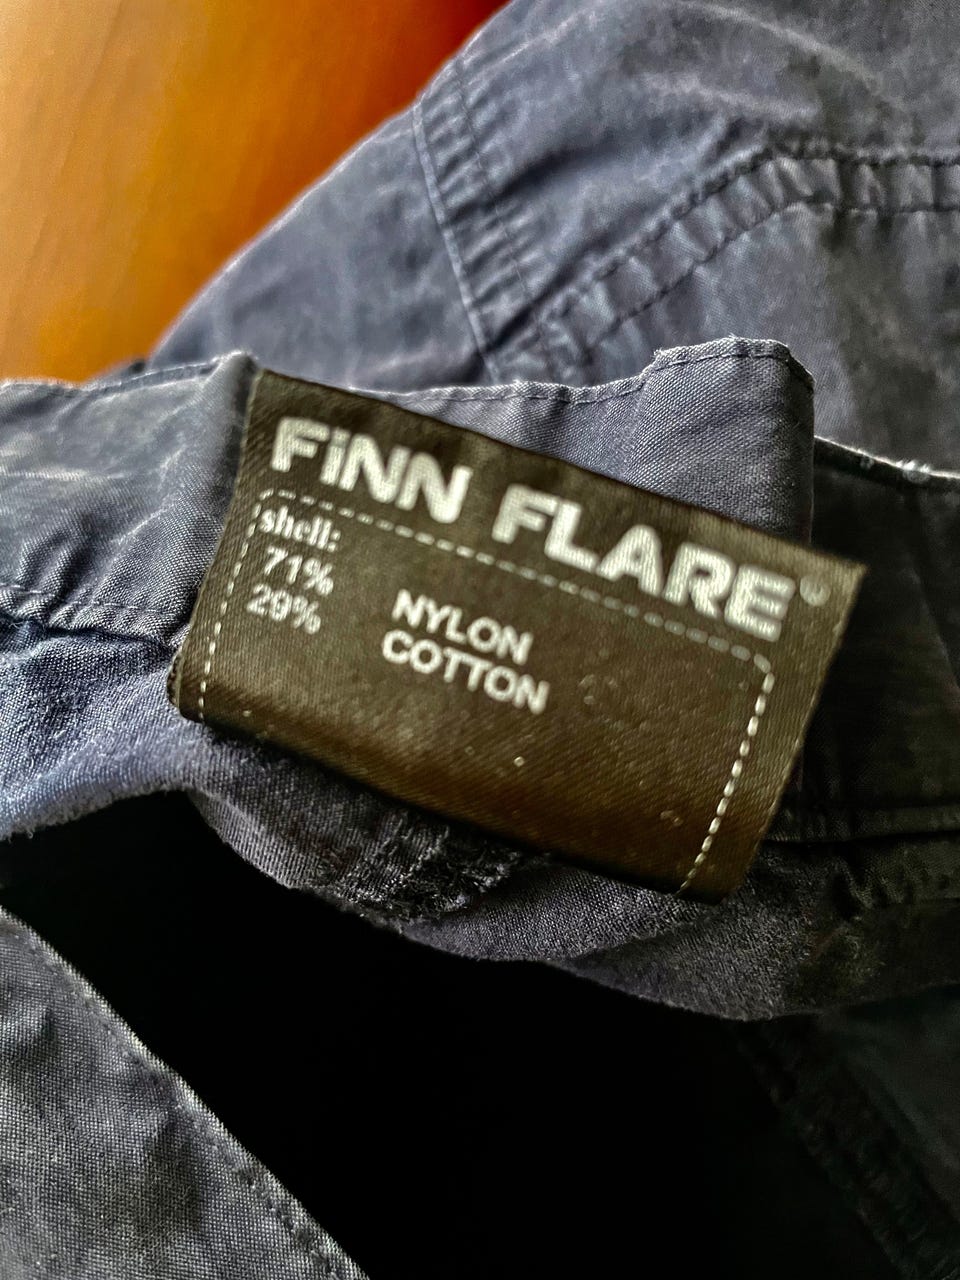 FiNN FLARE®
shell:
71% NYLON
29% COTTON